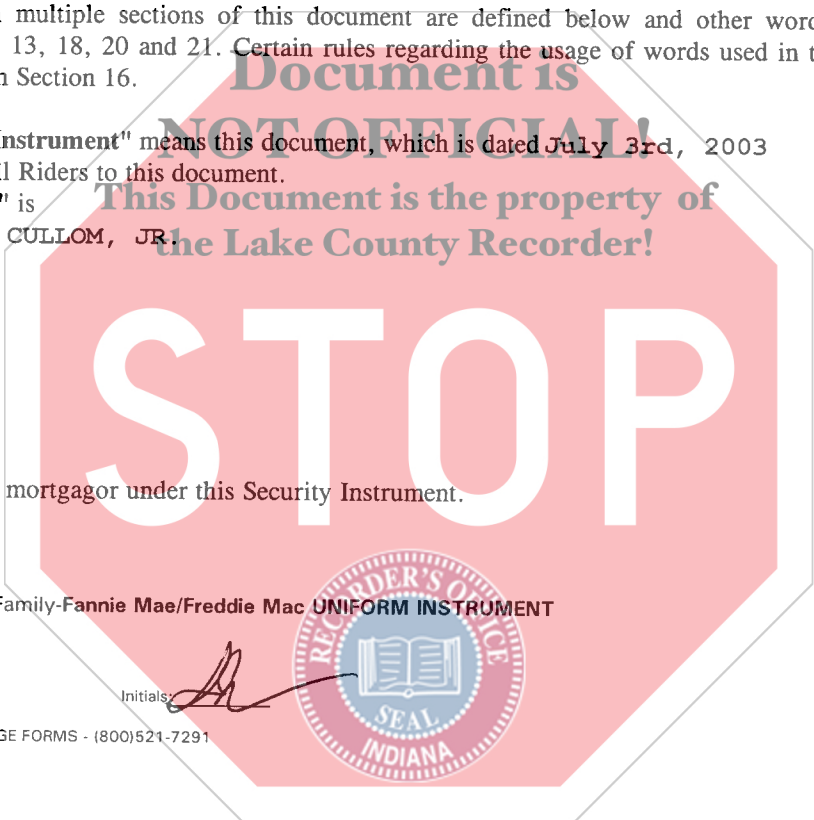 multiple sections of this document are defined below and other word
13, 18, 20 and 21. Certain rules regarding the usage of words used in t
Section 16.
Document is
NOT OFFICIAL!
Instrument" means this document, which is dated July 3rd, 2003
Riders to this document.
This Document is the property of
" is
the Lake County Recorder!
CULLOM, JR.
STOP
mortgagor under this Security Instrument.
Family-Fannie Mae/Freddie Mac UNIFORM INSTRUMENT
RECORDER'S OFFICE
SEAL
INDIANA
Initials:
GE FORMS - (800)521-7291